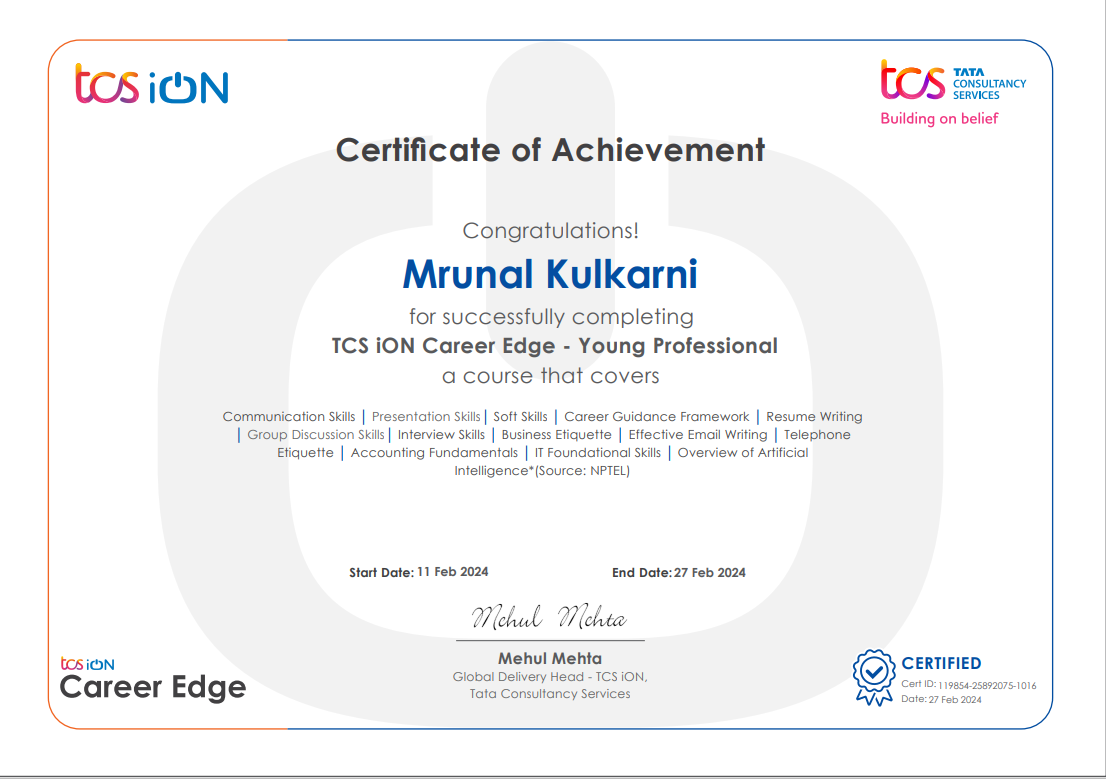 tcs iON
tcs TATA
CONSULTANCY
SERVICES
Building on belief
Certificate of Achievement
Congratulations!
Mrunal Kulkarni
for successfully completing
TCS iON Career Edge - Young Professional
a course that covers
Communication Skills | Presentation Skills | Soft Skills | Career Guidance Framework | Resume Writing
| Group Discussion Skills | Interview Skills | Business Etiquette | Effective Email Writing | Telephone
Etiquette | Accounting Fundamentals | IT Foundational Skills | Overview of Artificial
Intelligence*(Source: NPTEL)
Start Date: 11 Feb 2024 End Date: 27 Feb 2024
Mehul Mehta
Mehul Mehta
Global Delivery Head - TCS iON,
Tata Consultancy Services
tcs iON
Career Edge
CERTIFIED
Cert ID: 119854-25892075-1016
Date: 27 Feb 2024